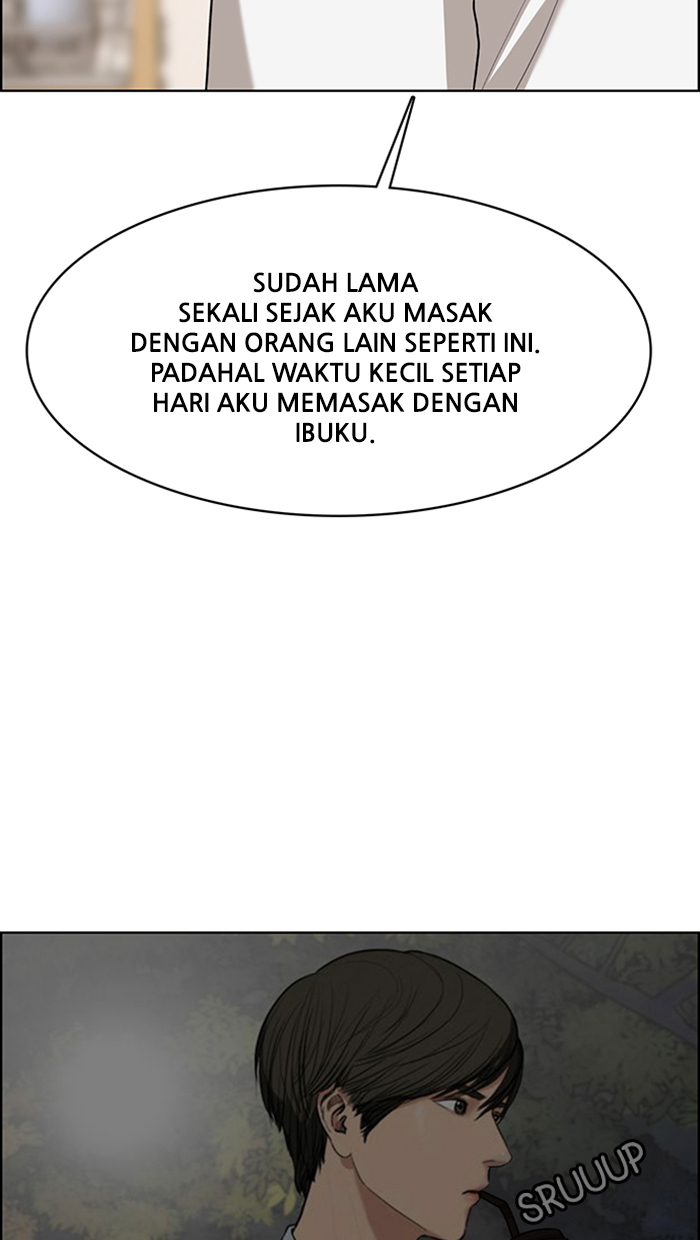 SUDAH LAMA
SEKALI SEJAK AKU MASAK
DENGAN ORANG LAIN SEPERTI INI.
PADAHAL WAKTU KECIL SETIAP
HARI AKU MEMASAK DENGAN
IBUKU.
SRUUUP